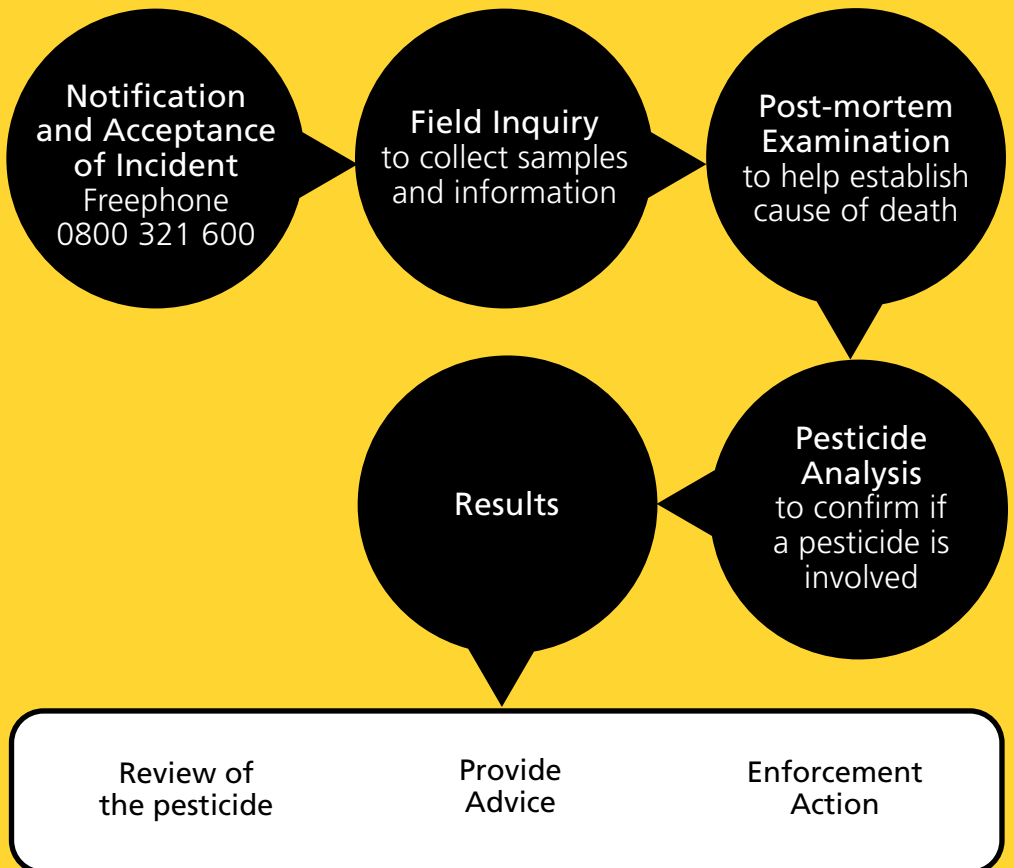 Notification
and Acceptance
of Incident
Freephone
0800 321 600
Field Inquiry
to collect samples
and information
Post-mortem
Examination
to help establish
cause of death
Pesticide
Analysis
to confirm if
a pesticide is
involved
Results
Review of
the pesticide
Provide
Advice
Enforcement
Action